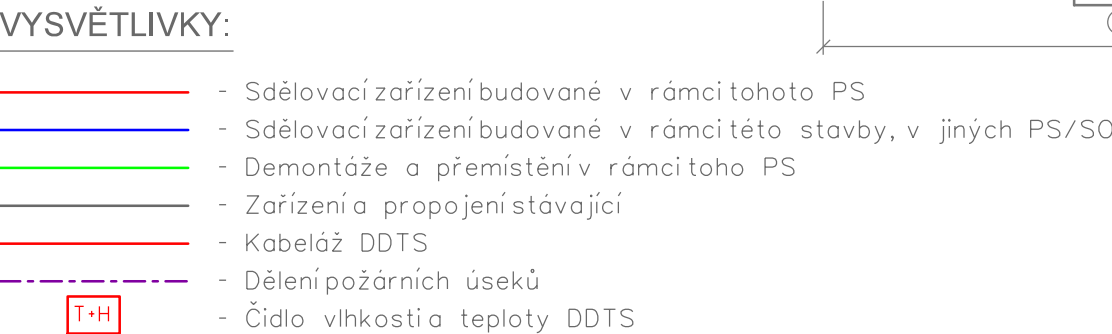 VYSVĚTLIVKY:
- Sdělovací zařízení budované v rámci tohoto PS
- Sdělovací zařízení budované v rámci této stavby, v jiných PS/SO
- Demontáže a přemístění v rámci toho PS
- Zařízení a propojení stávající
- Kabeláž DDTS
- Dělení požárních úseků
T+H - Čidlo vlhkosti a teploty DDTS